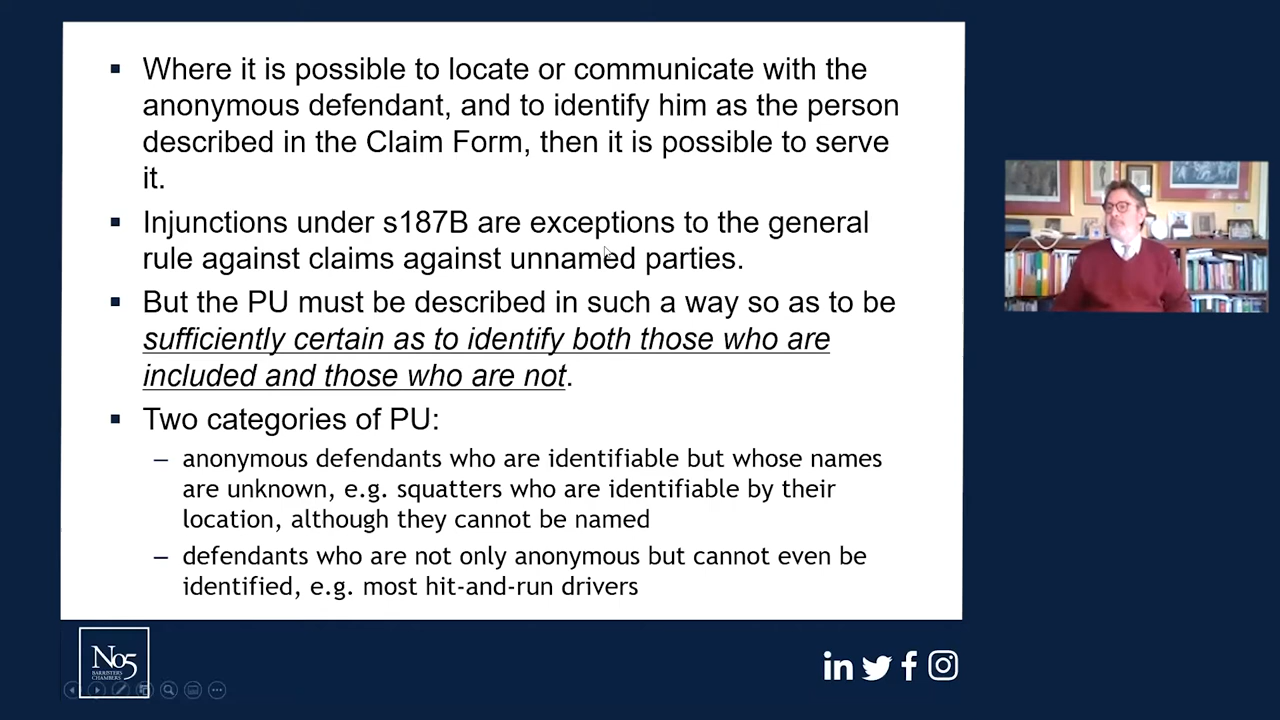 Where it is possible to locate or communicate with the
anonymous defendant, and to identify him as the person
described in the Claim Form, then it is possible to serve
it.
Injunctions under s187B are exceptions to the general
rule against claims against unnamed parties.
But the PU must be described in such a way so as to be
sufficiently certain as to identify both those who are
included and those who are not.
Two categories of PU:
– anonymous defendants who are identifiable but whose names
are unknown, e.g. squatters who are identifiable by their
location, although they cannot be named
– defendants who are not only anonymous but cannot even be
identified, e.g. most hit-and-run drivers
No5
BARRISTERS
CHAMBERS
in